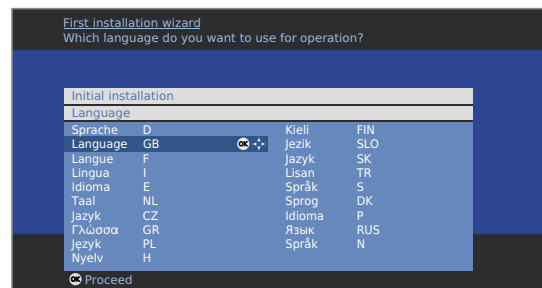 First installation wizard
Which language do you want to use for operation?
Initial installation
Language
Sprache D
Language GB OK
Langue F
Lingua I
Idioma E
Taal NL
Jazyk CZ
Γλώσσα GR
Język PL
Nyelv H
Kieli FIN
Jezik SLO
Jazyk SK
Lisan TR
Språk S
Sprog DK
Idioma P
Язык RUS
Språk N
OK Proceed